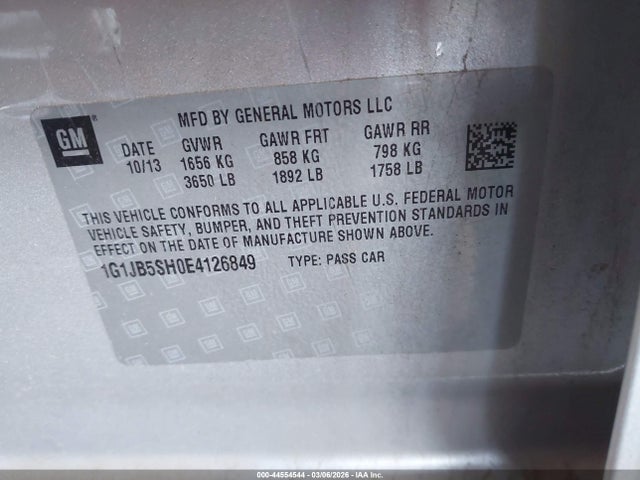 MFD BY GENERAL MOTORS LLC
GM
DATE GVWR GAWR FRT GAWR RR
10/13 1656 KG 858 KG 798 KG
3650 LB 1892 LB 1758 LB
THIS VEHICLE CONFORMS TO ALL APPLICABLE U.S. FEDERAL MOTOR
VEHICLE SAFETY, BUMPER, AND THEFT PREVENTION STANDARDS IN
EFFECT ON THE DATE OF MANUFACTURE SHOWN ABOVE.
1G1JB5SH0E4126849 TYPE: PASS CAR
000-44554544 | 03/06/2026 | IAA Inc.